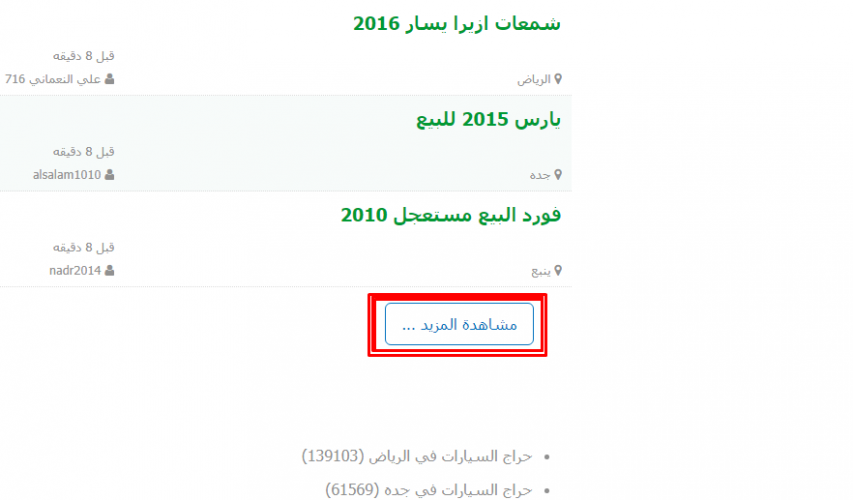 شمعات ازيرا يسار 2016
قبل 8 دقيقه
الرياض
علي النعماني 716
يارس 2015 للبيع
قبل 8 دقيقه
جده
alsalam1010
فورد البيع مستعجل 2010
قبل 8 دقيقه
ينبع
nadr2014
مشاهدة المزيد ...
• حراج السيارات في الرياض (139103)
• حراج السيارات في جدة (61569)